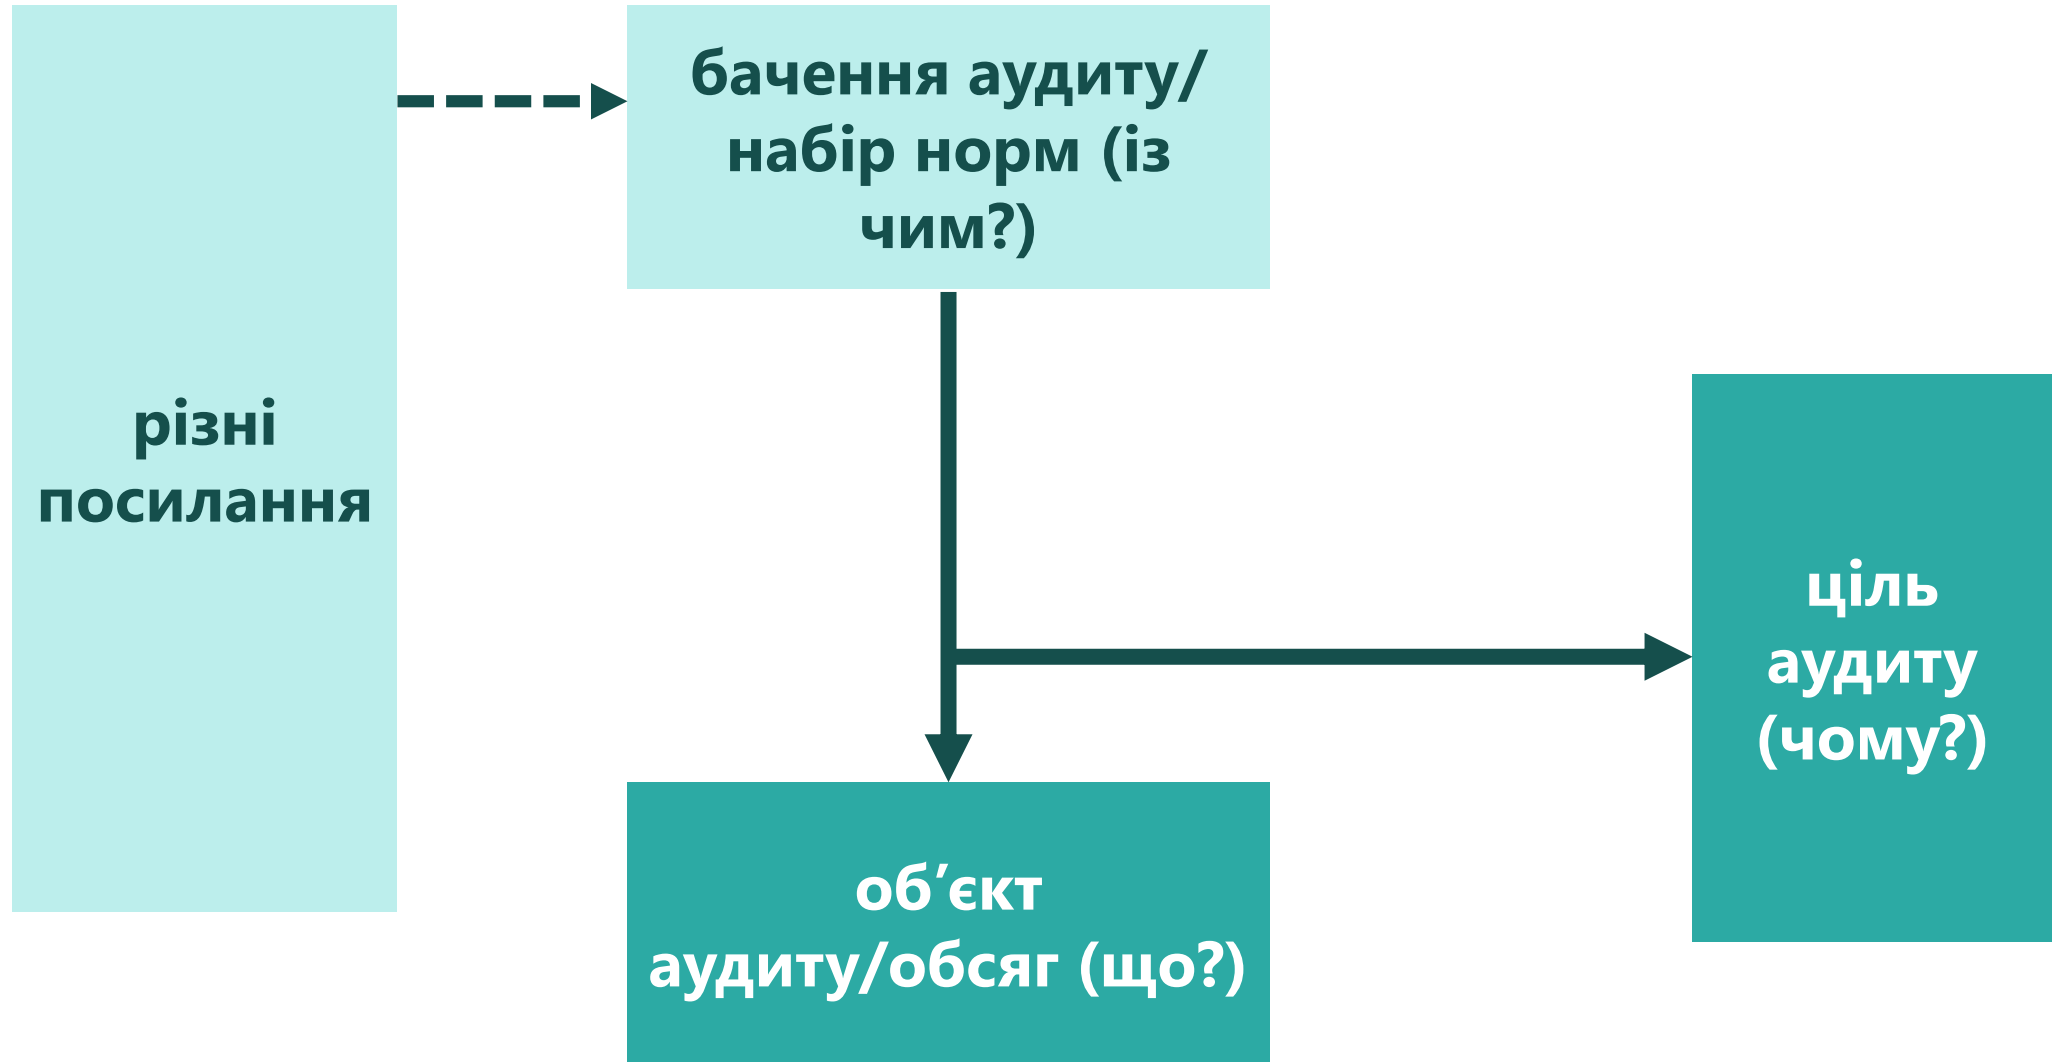 різні
посилання
бачення аудиту/
набір норм (із
чим?)
об’єкт
аудиту/обсяг (що?)
ціль
аудиту
(чому?)